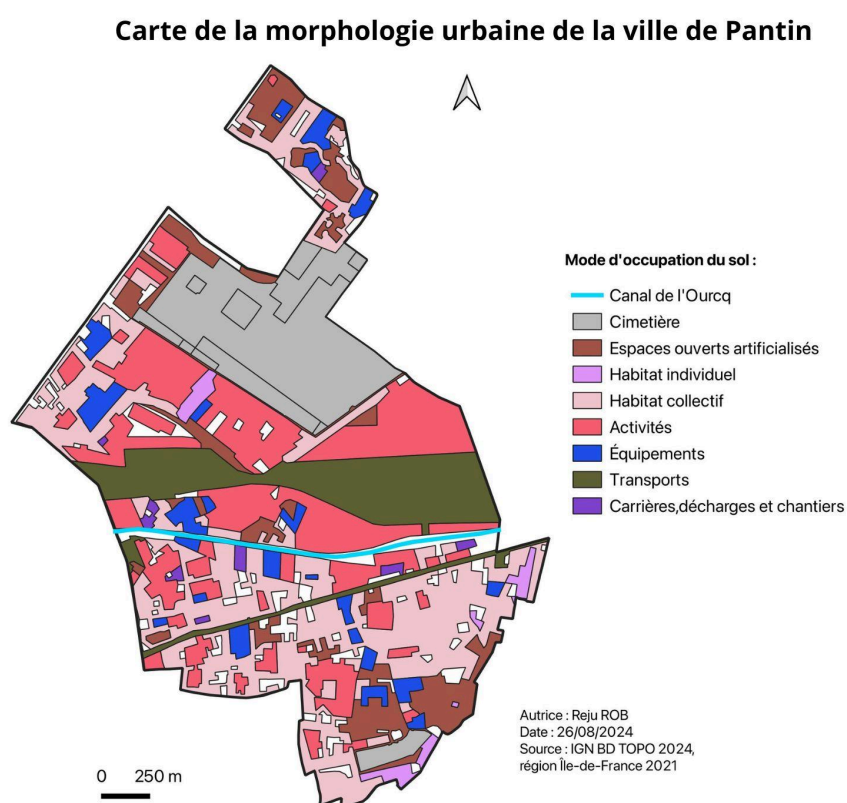 Carte de la morphologie urbaine de la ville de Pantin
Mode d'occupation du sol :
Canal de l'Ourcq
Cimetière
Espaces ouverts artificialisés
Habitat individuel
Habitat collectif
Activités
Équipements
Transports
Carrières,décharges et chantiers
Autrice : Reju ROB
Date : 26/08/2024
Source : IGN BD TOPO 2024,
région Île-de-France 2021
0 250 m